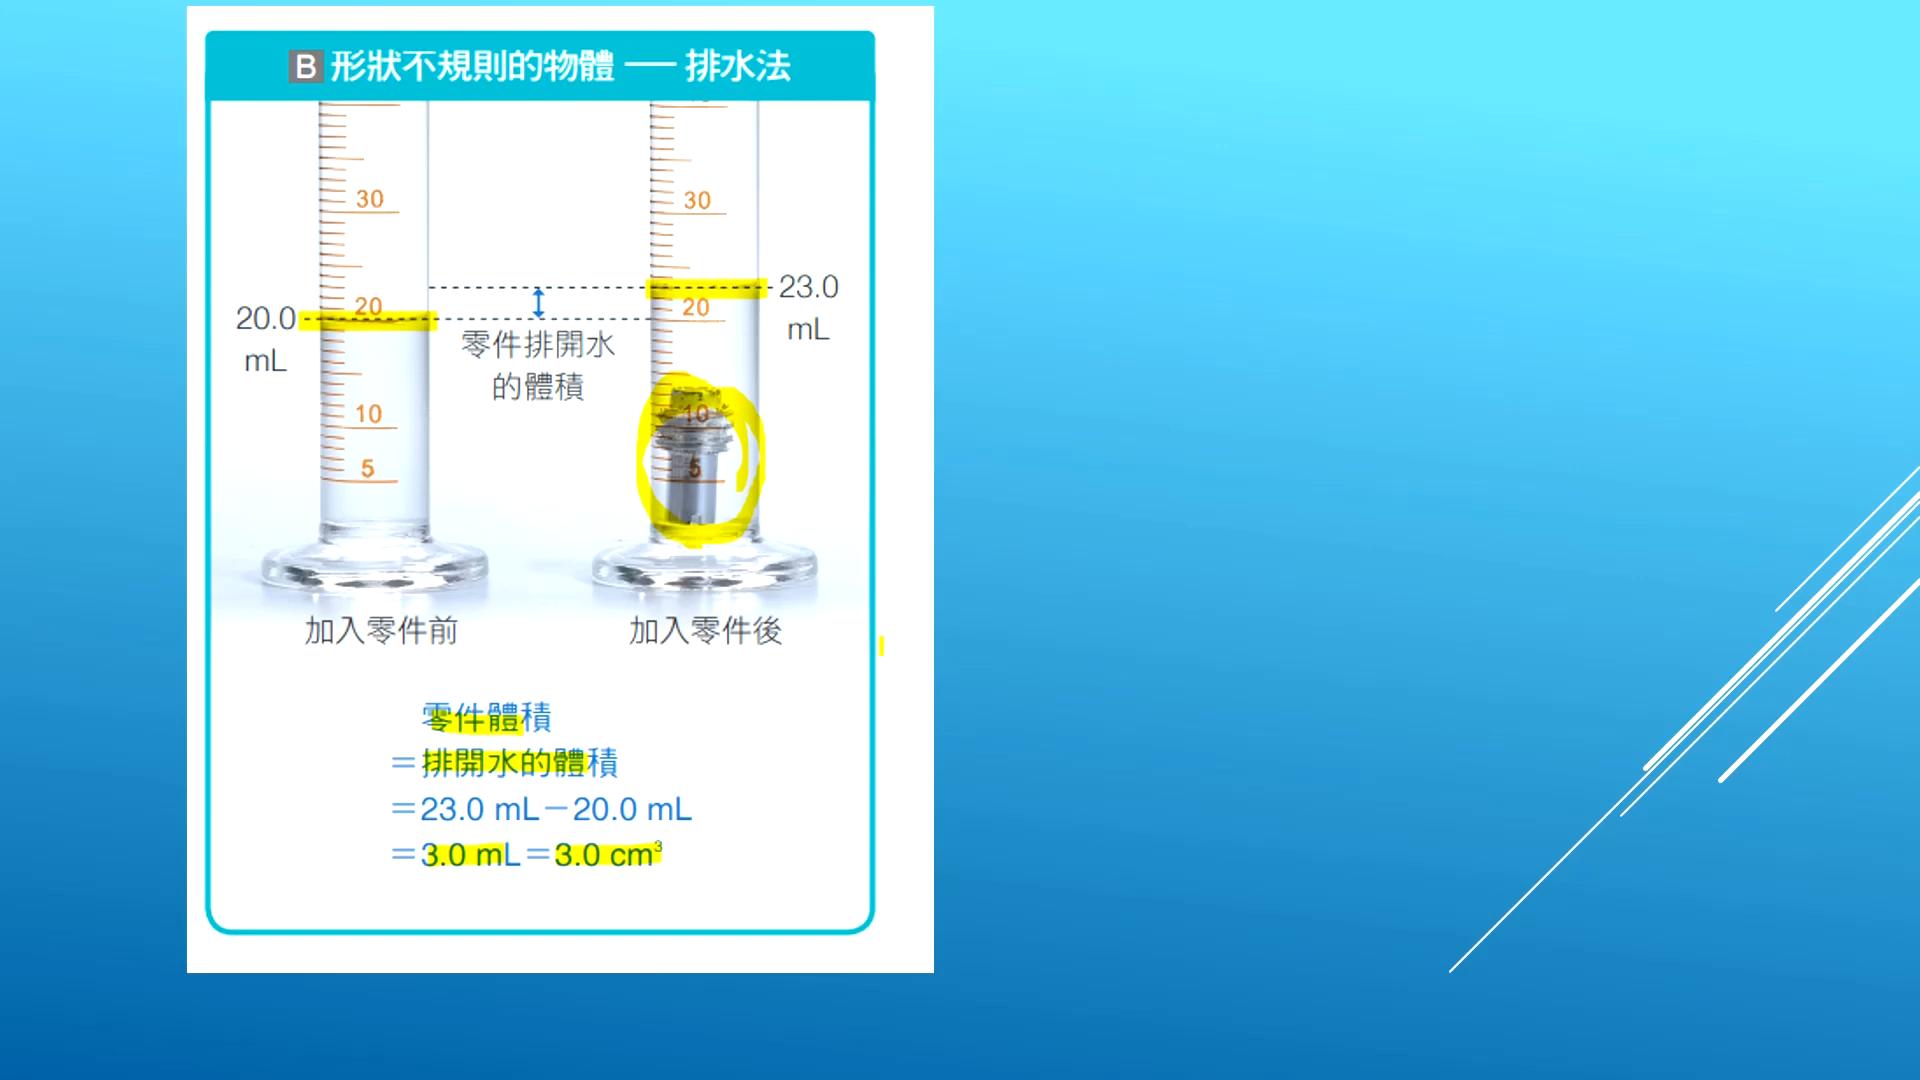 B 形狀不規則的物體 — 排水法
30
20
10
5
20.0
mL
零件排開水
的體積
30
20
10
5
23.0
mL
加入零件前
加入零件後
零件體積
=排開水的體積
=23.0 mL－20.0 mL
=3.0 mL=3.0 cm³